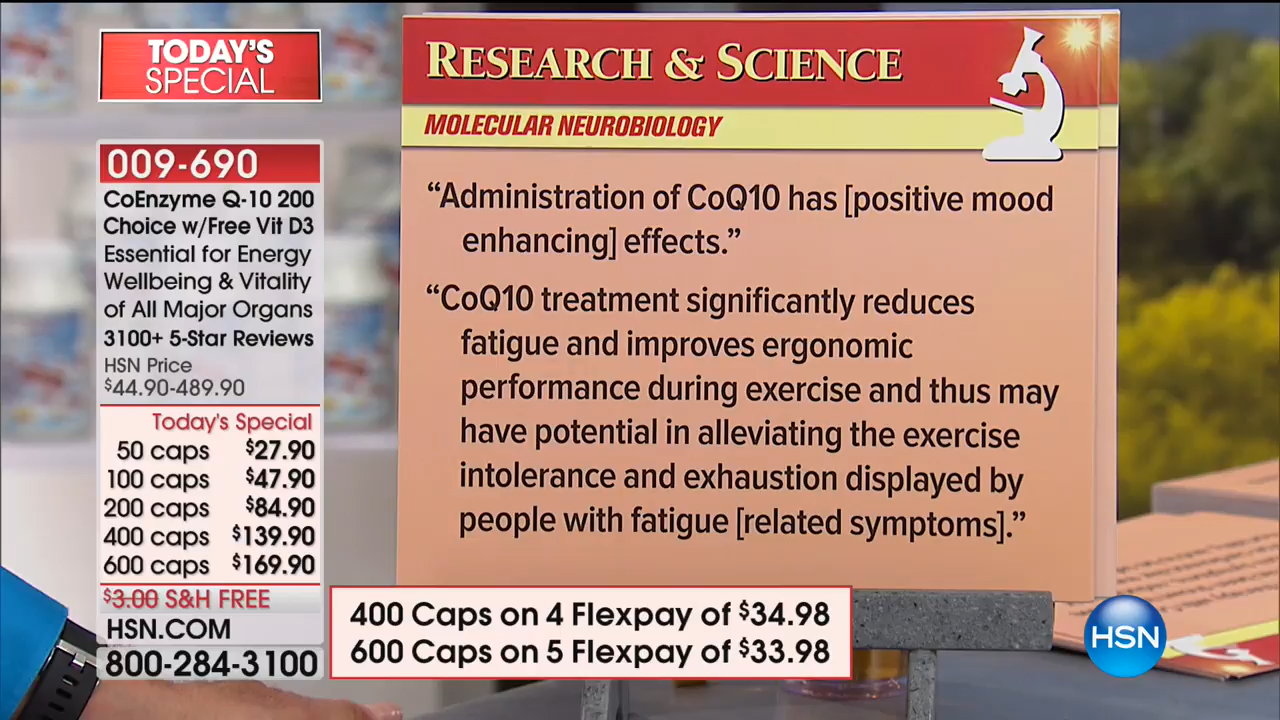 TODAY'S
SPECIAL
009-690
CoEnzyme Q-10 200
Choice w/Free Vit D3
Essential for Energy
Wellbeing & Vitality
of All Major Organs
3100+ 5-Star Reviews
HSN Price
$44.90-489.90
Today's Special
50 caps $27.90
100 caps $47.90
200 caps $84.90
400 caps $139.90
600 caps $169.90
$3.00 S&H FREE
HSN.COM
800-284-3100
RESEARCH & SCIENCE
MOLECULAR NEUROBIOLOGY
“Administration of CoQ10 has [positive mood
enhancing] effects.”
“CoQ10 treatment significantly reduces
fatigue and improves ergonomic
performance during exercise and thus may
have potential in alleviating the exercise
intolerance and exhaustion displayed by
people with fatigue [related symptoms].”
400 Caps on 4 Flexpay of $34.98
600 Caps on 5 Flexpay of $33.98
HSN